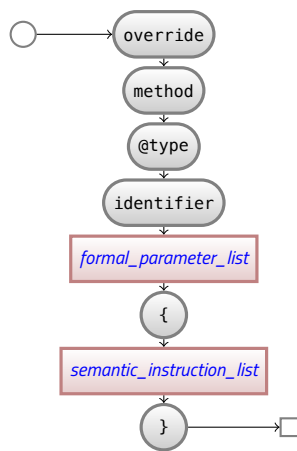 override
method
@type
identifier
formal_parameter_list
{
semantic_instruction_list
}